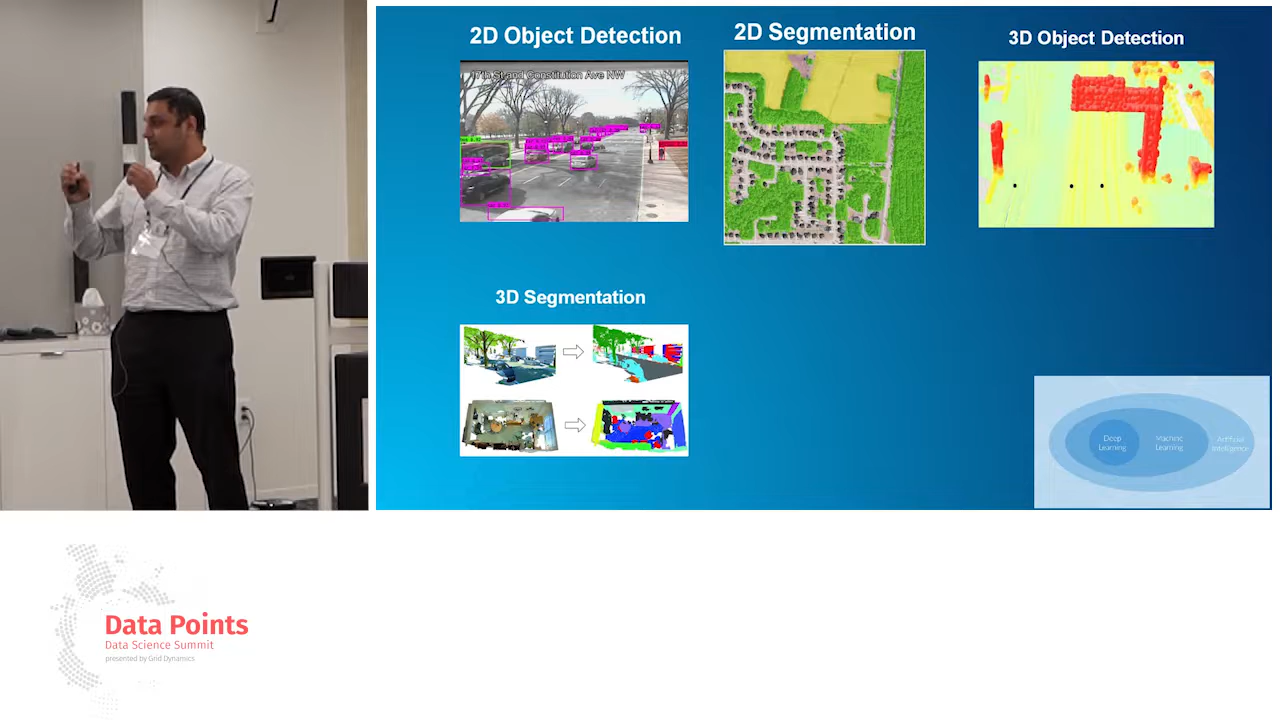 2D Object Detection
2D Segmentation
3D Object Detection
17th St and Constitution Ave NW
3D Segmentation
Deep
Learning
Machine
Learning
Artificial
Intelligence
Data Points
Data Science Summit
presented by Grid Dynamics